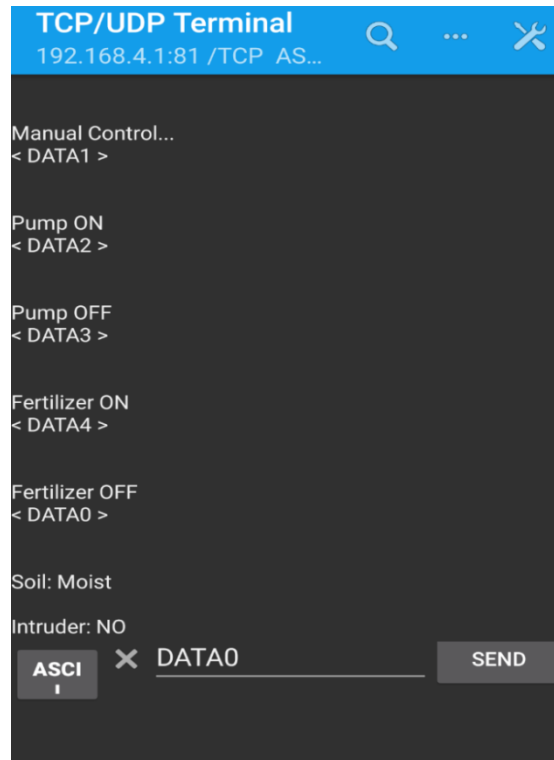 TCP/UDP Terminal
192.168.4.1:81 /TCP AS...
Manual Control...
< DATA1 >
Pump ON
< DATA2 >
Pump OFF
< DATA3 >
Fertilizer ON
< DATA4 >
Fertilizer OFF
< DATA0 >
Soil: Moist
Intruder: NO
ASCI
I
DATA0
SEND